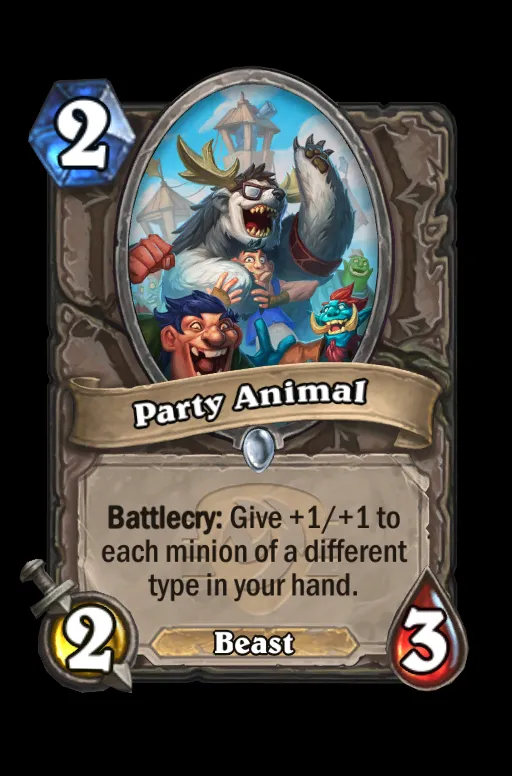 2
Party Animal
Battlecry: Give +1/+1 to
each minion of a different
type in your hand.
2
Beast
3